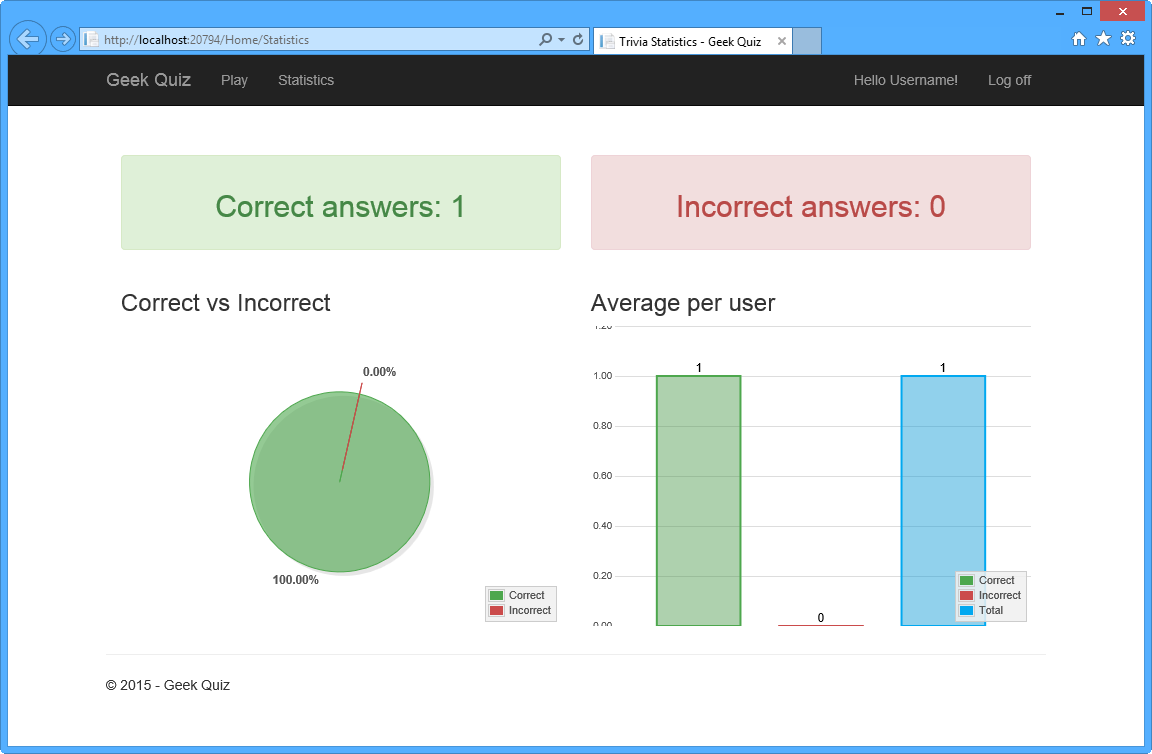 http://localhost:20794/Home/Statistics
Trivia Statistics - Geek Quiz
Geek Quiz
Play
Statistics
Hello Username!
Log off
Correct answers: 1
Incorrect answers: 0
Correct vs Incorrect
0.00%
100.00%
Correct
Incorrect
Average per user
1.20
1.00
0.80
0.60
0.40
0.20
0.00
1
0
1
Correct
Incorrect
Total
© 2015 - Geek Quiz